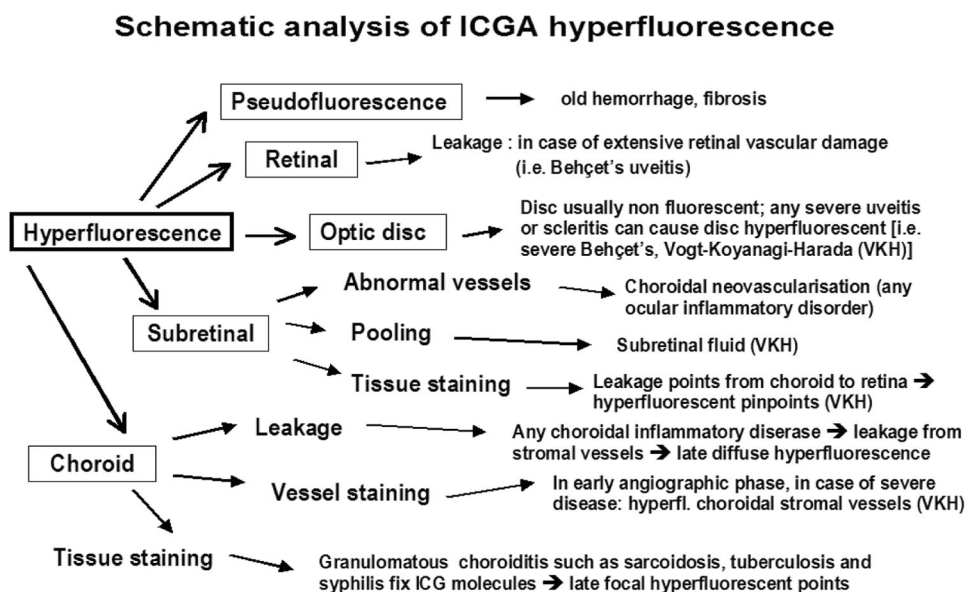 Schematic analysis of ICGA hyperfluorescence
Pseudofluorescence
old hemorrhage, fibrosis
Retinal
Leakage : in case of extensive retinal vascular damage
(i.e. Behçet's uveitis)
Hyperfluorescence
Optic disc
Disc usually non fluorescent; any severe uveitis
or scleritis can cause disc hyperfluorescent [i.e.
severe Behçet's, Vogt-Koyanagi-Harada (VKH)]
Subretinal
Abnormal vessels
Choroidal neovascularisation (any
ocular inflammatory disorder)
Pooling
Subretinal fluid (VKH)
Tissue staining
Leakage points from choroid to retina ➔
hyperfluorescent pinpoints (VKH)
Choroid
Leakage
Any choroidal inflammatory diserase ➔ leakage from
stromal vessels ➔ late diffuse hyperfluorescence
Vessel staining
In early angiographic phase, in case of severe
disease: hyperfl. choroidal stromal vessels (VKH)
Tissue staining
Granulomatous choroiditis such as sarcoidosis, tuberculosis and
syphilis fix ICG molecules ➔ late focal hyperfluorescent points